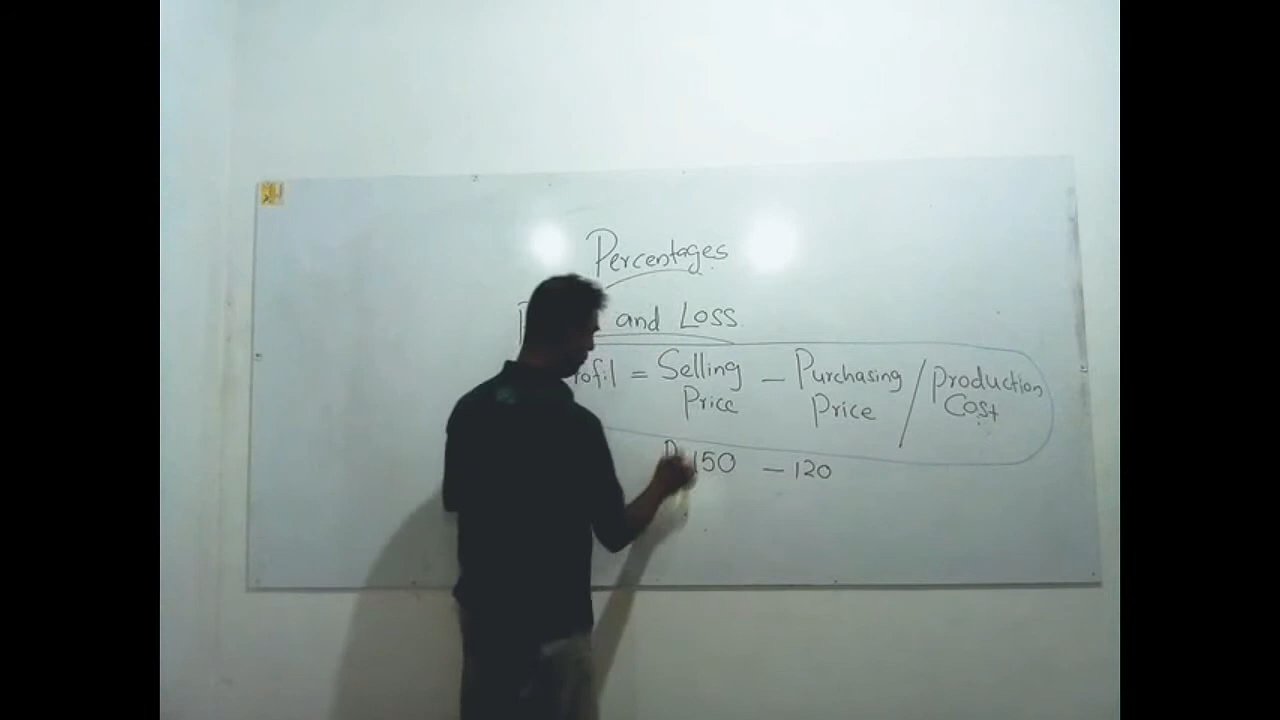 Percentages
and Loss
= Selling Price — Purchasing Price / Production Cost
150 — 120